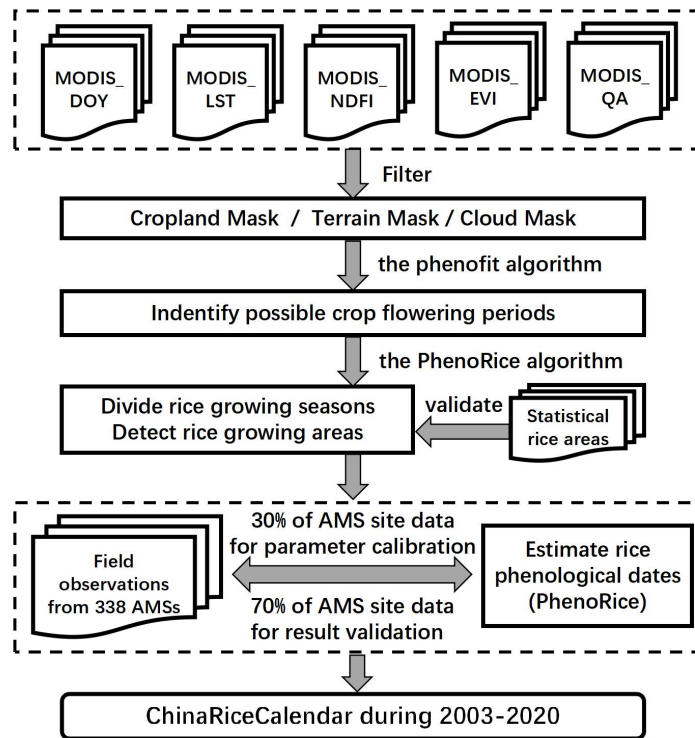 MODIS_
DOY
MODIS_
LST
MODIS_
NDFI
MODIS_
EVI
MODIS_
QA
Filter
Cropland Mask / Terrain Mask / Cloud Mask
the phenofit algorithm
Indentify possible crop flowering periods
the PhenoRice algorithm
Divide rice growing seasons
Detect rice growing areas
validate
Statistical
rice areas
Field
observations
from 338 AMSs
30% of AMS site data
for parameter calibration
70% of AMS site data
for result validation
Estimate rice
phenological dates
(PhenoRice)
ChinaRiceCalendar during 2003-2020